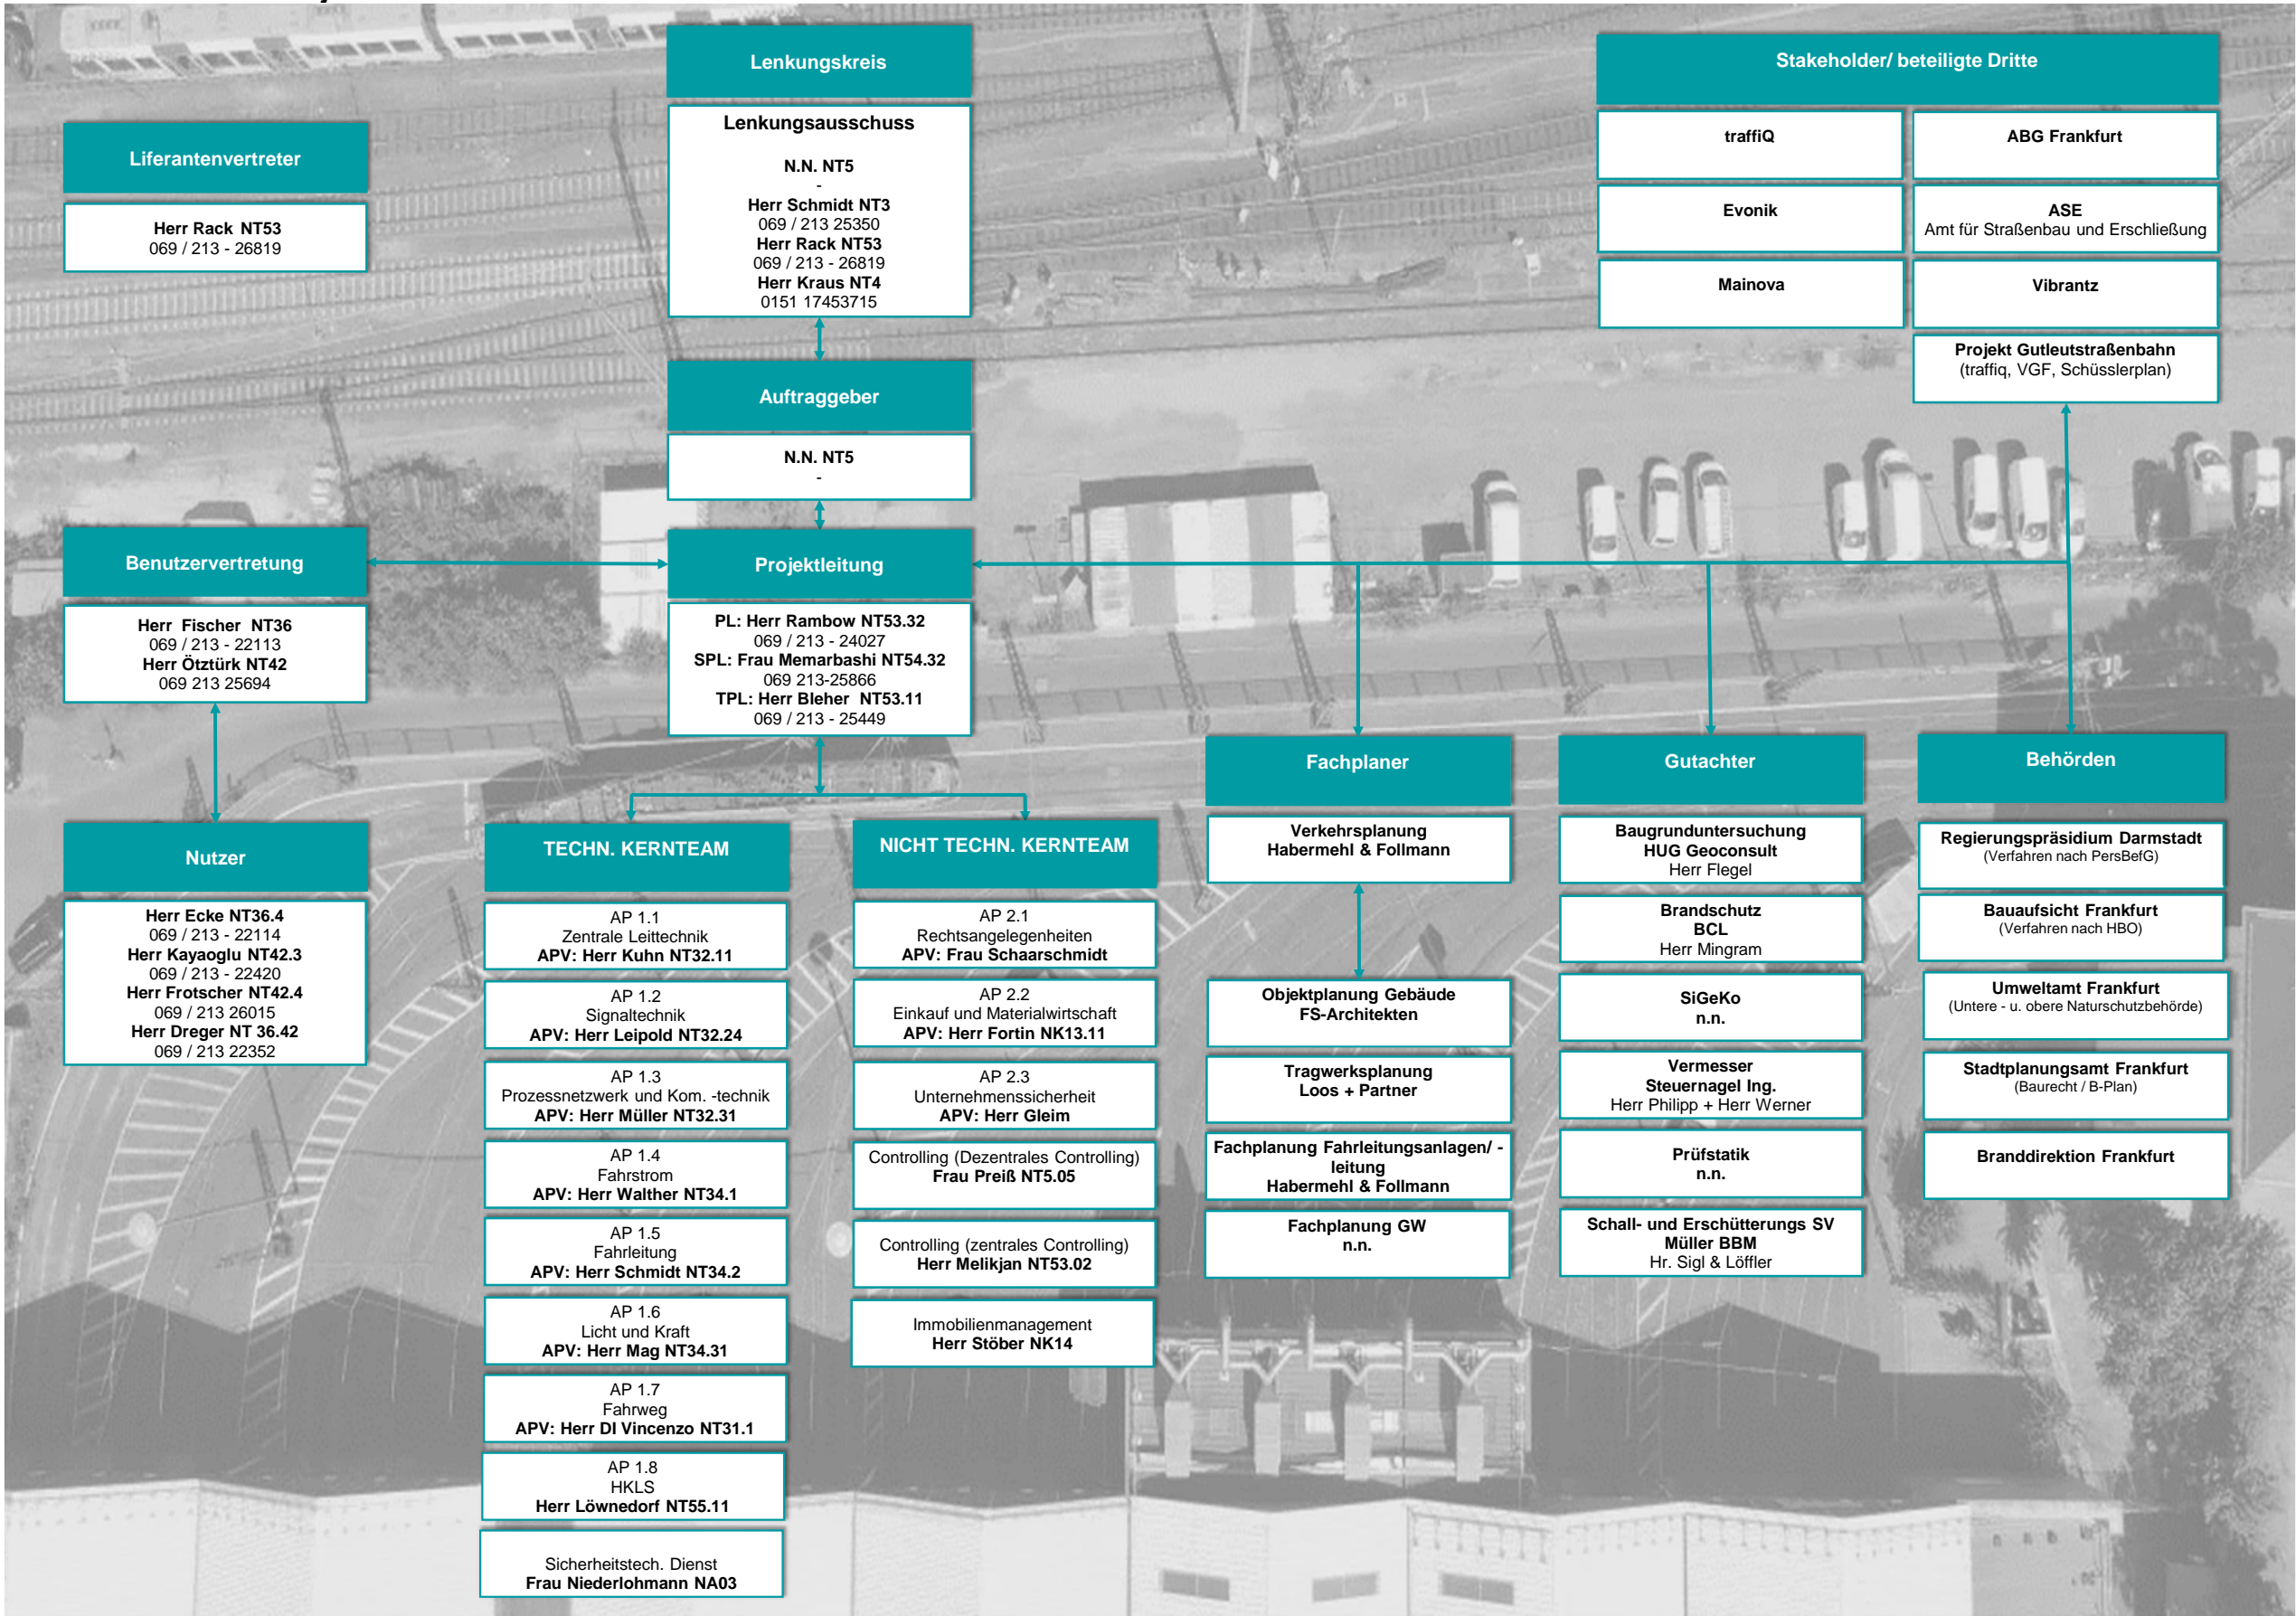 Lenkungskreis
Lenkungsausschuss
N.N. NT5
-
Herr Schmidt NT3
069 / 213 25350
Herr Rack NT53
069 / 213 - 26819
Herr Kraus NT4
0151 17453715
Stakeholder/ beteiligte Dritte
traffiQ
ABG Frankfurt
Evonik
ASE
Amt für Straßenbau und Erschließung
Mainova
Vibrantz
Projekt Gutleutstraßenbahn
(traffiq, VGF, Schüsslerplan)
Liferantenvertreter
Herr Rack NT53
069 / 213 - 26819
Auftraggeber
N.N. NT5
-
Benutzervertretung
Herr Fischer NT36
069 / 213 - 22113
Herr Ötztürk NT42
069 213 25694
Projektleitung
PL: Herr Rambow NT53.32
069 / 213 - 24027
SPL: Frau Memarbashi NT54.32
069 213-25866
TPL: Herr Bleher NT53.11
069 / 213 - 25449
Nutzer
Herr Ecke NT36.4
069 / 213 - 22114
Herr Kayaoglu NT42.3
069 / 213 - 22420
Herr Frotscher NT42.4
069 / 213 26015
Herr Dreger NT 36.42
069 / 213 22352
TECHN. KERNTEAM
AP 1.1
Zentrale Leittechnik
APV: Herr Kuhn NT32.11
AP 1.2
Signaltechnik
APV: Herr Leipold NT32.24
AP 1.3
Prozessnetzwerk und Kom. -technik
APV: Herr Müller NT32.31
AP 1.4
Fahrstrom
APV: Herr Walther NT34.1
AP 1.5
Fahrleitung
APV: Herr Schmidt NT34.2
AP 1.6
Licht und Kraft
APV: Herr Mag NT34.31
AP 1.7
Fahrweg
APV: Herr DI Vincenzo NT31.1
AP 1.8
HKLS
Herr Löwnedorf NT55.11
Sicherheitstech. Dienst
Frau Niederlohmann NA03
NICHT TECHN. KERNTEAM
AP 2.1
Rechtsangelegenheiten
APV: Frau Schaarschmidt
AP 2.2
Einkauf und Materialwirtschaft
APV: Herr Fortin NK13.11
AP 2.3
Unternehmenssicherheit
APV: Herr Gleim
Controlling (Dezentrales Controlling)
Frau Preiß NT5.05
Controlling (zentrales Controlling)
Herr Melikjan NT53.02
Immobilienmanagement
Herr Stöber NK14
Fachplaner
Verkehrsplanung
Habermehl & Follmann
Objektplanung Gebäude
FS-Architekten
Tragwerksplanung
Loos + Partner
Fachplanung Fahrleitungsanlagen/ -
leitung
Habermehl & Follmann
Fachplanung GW
n.n.
Gutachter
Baugrunduntersuchung
HUG Geoconsult
Herr Flegel
Brandschutz
BCL
Herr Mingram
SiGeKo
n.n.
Vermesser
Steuernagel Ing.
Herr Philipp + Herr Werner
Prüfstatik
n.n.
Schall- und Erschütterungs SV
Müller BBM
Hr. Sigl & Löffler
Behörden
Regierungspräsidium Darmstadt
(Verfahren nach PersBefG)
Bauaufsicht Frankfurt
(Verfahren nach HBO)
Umweltamt Frankfurt
(Untere - u. obere Naturschutzbehörde)
Stadtplanungsamt Frankfurt
(Baurecht / B-Plan)
Branddirektion Frankfurt